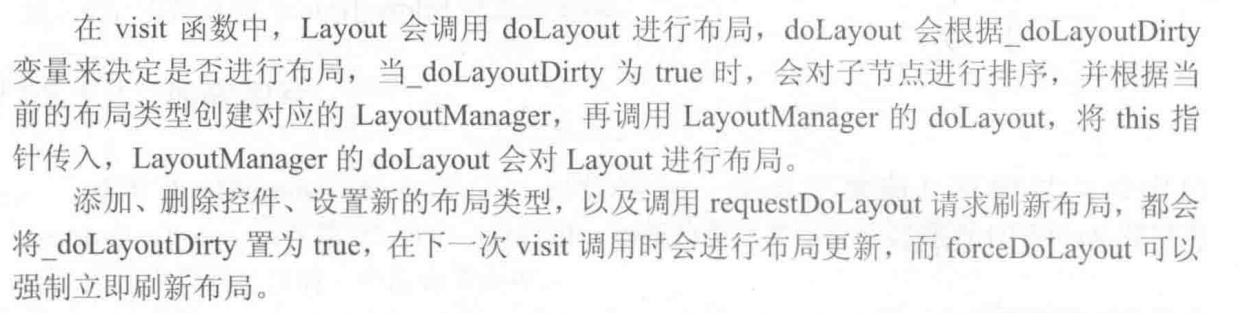 在 visit 函数中，Layout 会调用 doLayout 进行布局，doLayout 会根据_doLayoutDirty
变量来决定是否进行布局，当_doLayoutDirty 为 true 时，会对子节点进行排序，并根据当
前的布局类型创建对应的 LayoutManager，再调用 LayoutManager 的 doLayout，将 this 指
针传入，LayoutManager 的 doLayout 会对 Layout 进行布局。
添加、删除控件、设置新的布局类型，以及调用 requestDoLayout 请求刷新布局，都会
将_doLayoutDirty 置为 true，在下一次 visit 调用时会进行布局更新，而 forceDoLayout 可以
强制立即刷新布局。